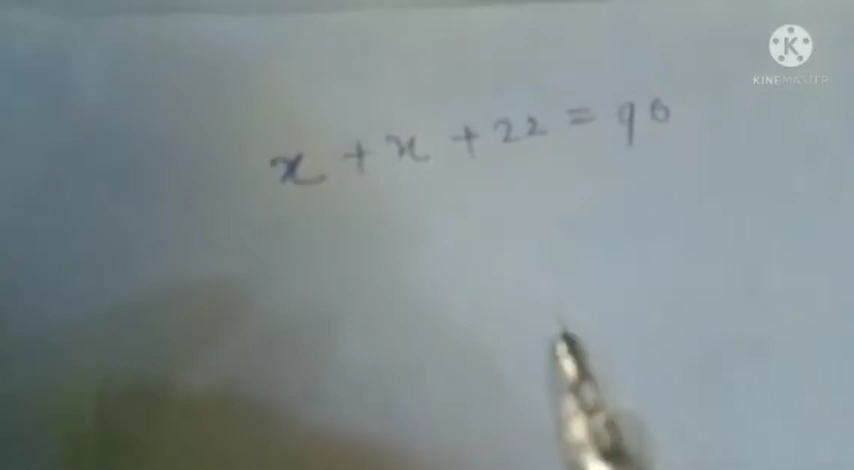 K
KINEMASTER
x + x + 22 = 90